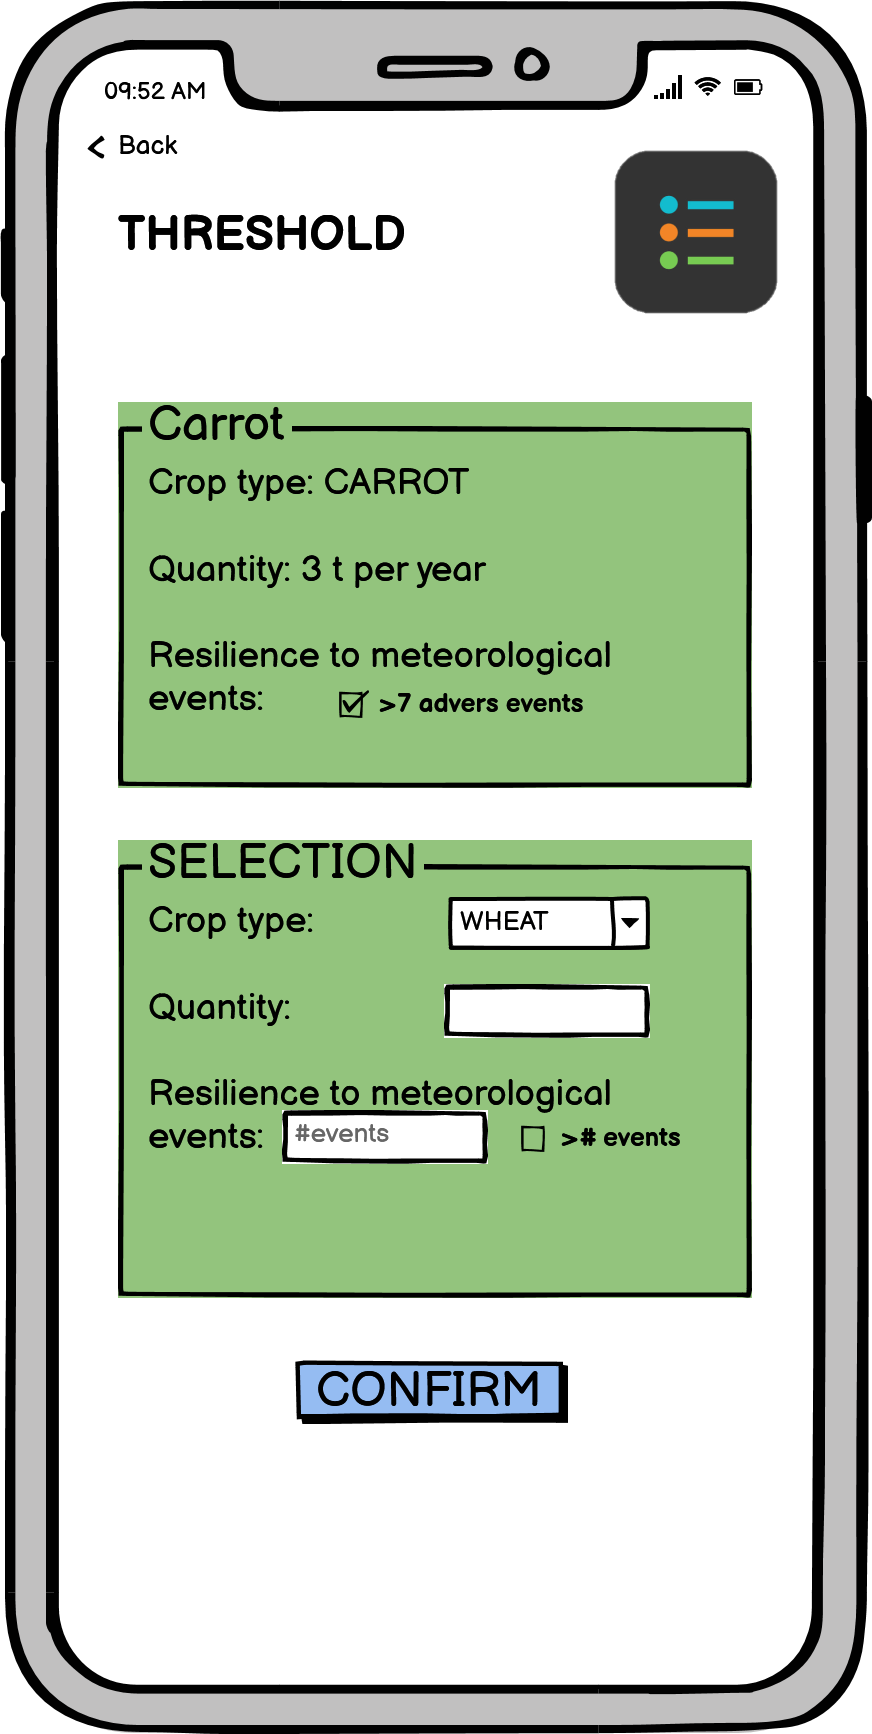 09:52 AM
Back
THRESHOLD
Carrot
Crop type: CARROT
Quantity: 3 t per year
Resilience to meteorological
events: >7 advers events
SELECTION
Crop type: WHEAT
Quantity:
Resilience to meteorological
events: #events ># events
CONFIRM